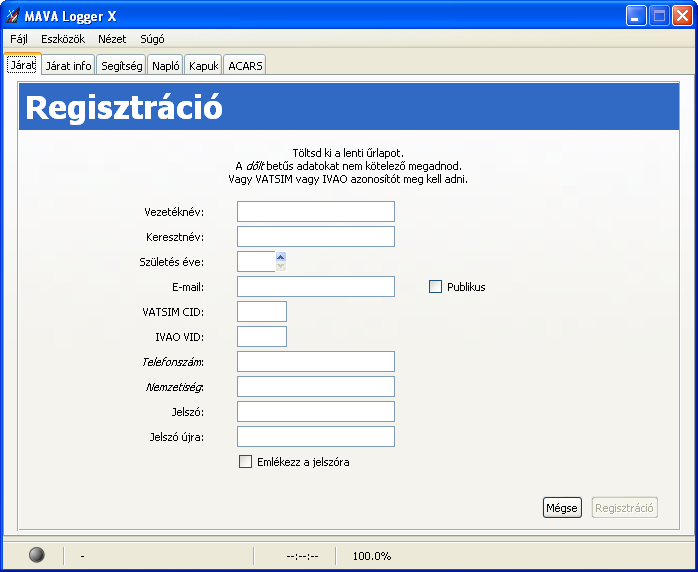 MAVA Logger X
Fájl Eszközök Nézet Súgó
Járat Járat info Segítség Napló Kapuk ACARS
Regisztráció
Töltsd ki a lenti űrlapot.
A dőlt betűs adatokat nem kötelező megadnod.
Vagy VATSIM vagy IVAO azonosítót meg kell adni.
Vezetéknév:
Keresztnév:
Születés éve:
E-mail: Publikus
VATSIM CID:
IVAO VID:
Telefonszám:
Nemzetiség:
Jelszó:
Jelszó újra:
Emlékezz a jelszóra
Mégse Regisztráció
- --:--:-- 100.0%